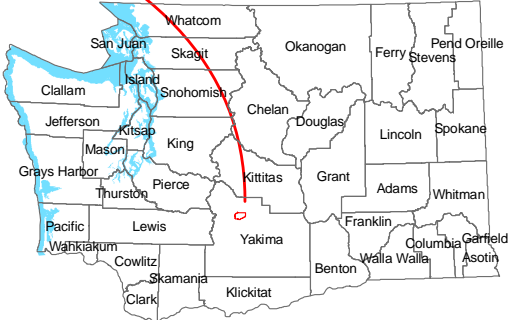 Whatcom
San Juan
Skagit
Okanogan
Ferry
Stevens
Pend Oreille
Island
Clallam
Snohomish
Chelan
Jefferson
Kitsap
Douglas
Lincoln
Spokane
Mason
King
Grays Harbor
Kittitas
Grant
Thurston
Pierce
Adams
Whitman
Pacific
Lewis
Yakima
Franklin
Wahkiakum
Cowlitz
Skamania
Benton
Walla Walla
Columbia
Garfield
Asotin
Clark
Klickitat